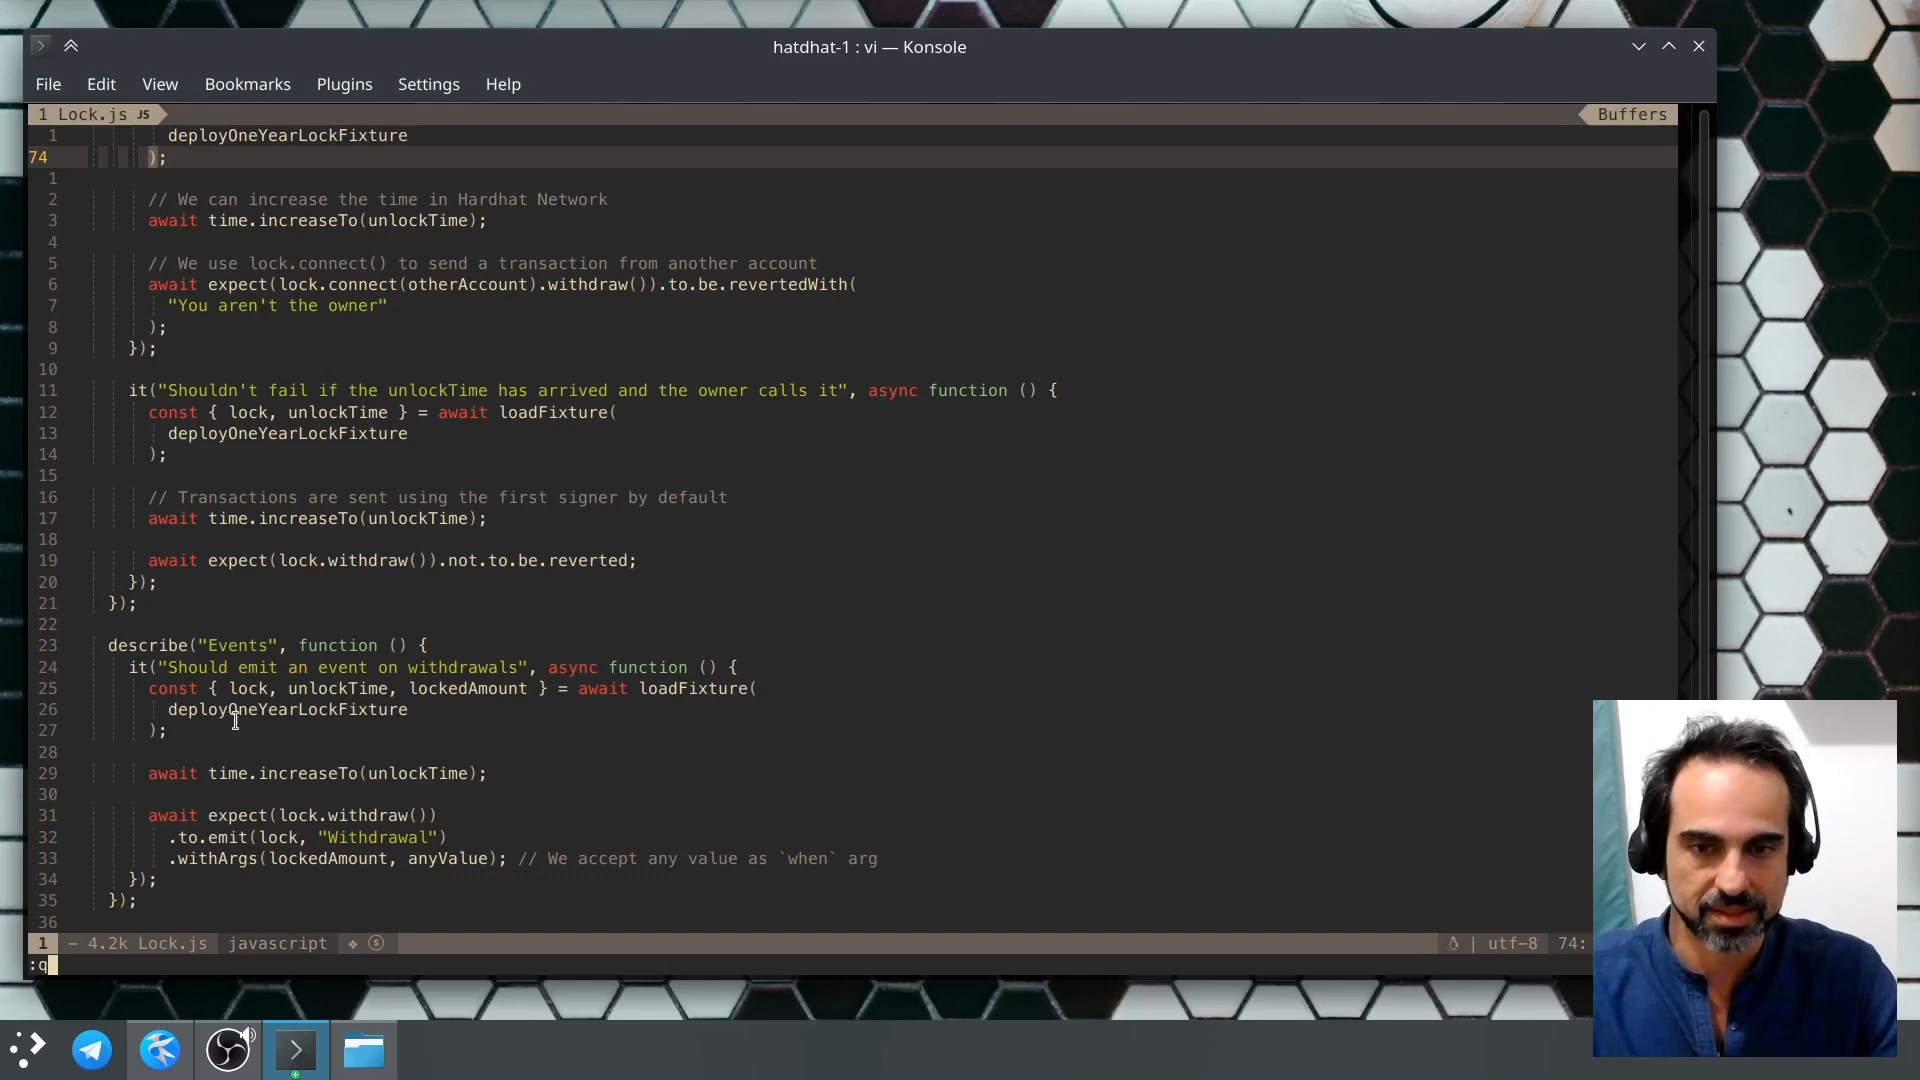 hatdhat-1 : vi — Konsole
File Edit View Bookmarks Plugins Settings Help
1 Lock.js JS Buffers
1 deployOneYearLockFixture
74 );
1
2 // We can increase the time in Hardhat Network
3 await time.increaseTo(unlockTime);
4
5 // We use lock.connect() to send a transaction from another account
6 await expect(lock.connect(otherAccount).withdraw()).to.be.revertedWith(
7 "You aren't the owner"
8 );
9 });
10
11 it("Shouldn't fail if the unlockTime has arrived and the owner calls it", async function () {
12 const { lock, unlockTime } = await loadFixture(
13 deployOneYearLockFixture
14 );
15
16 // Transactions are sent using the first signer by default
17 await time.increaseTo(unlockTime);
18
19 await expect(lock.withdraw()).not.to.be.reverted;
20 });
21 });
22
23 describe("Events", function () {
24 it("Should emit an event on withdrawals", async function () {
25 const { lock, unlockTime, lockedAmount } = await loadFixture(
26 deployOneYearLockFixture
27 );
28
29 await time.increaseTo(unlockTime);
30
31 await expect(lock.withdraw())
32 .to.emit(lock, "Withdrawal")
33 .withArgs(lockedAmount, anyValue); // We accept any value as `when` arg
34 });
35 });
36
1 - 4.2k Lock.js javascript | utf-8 74:
:q